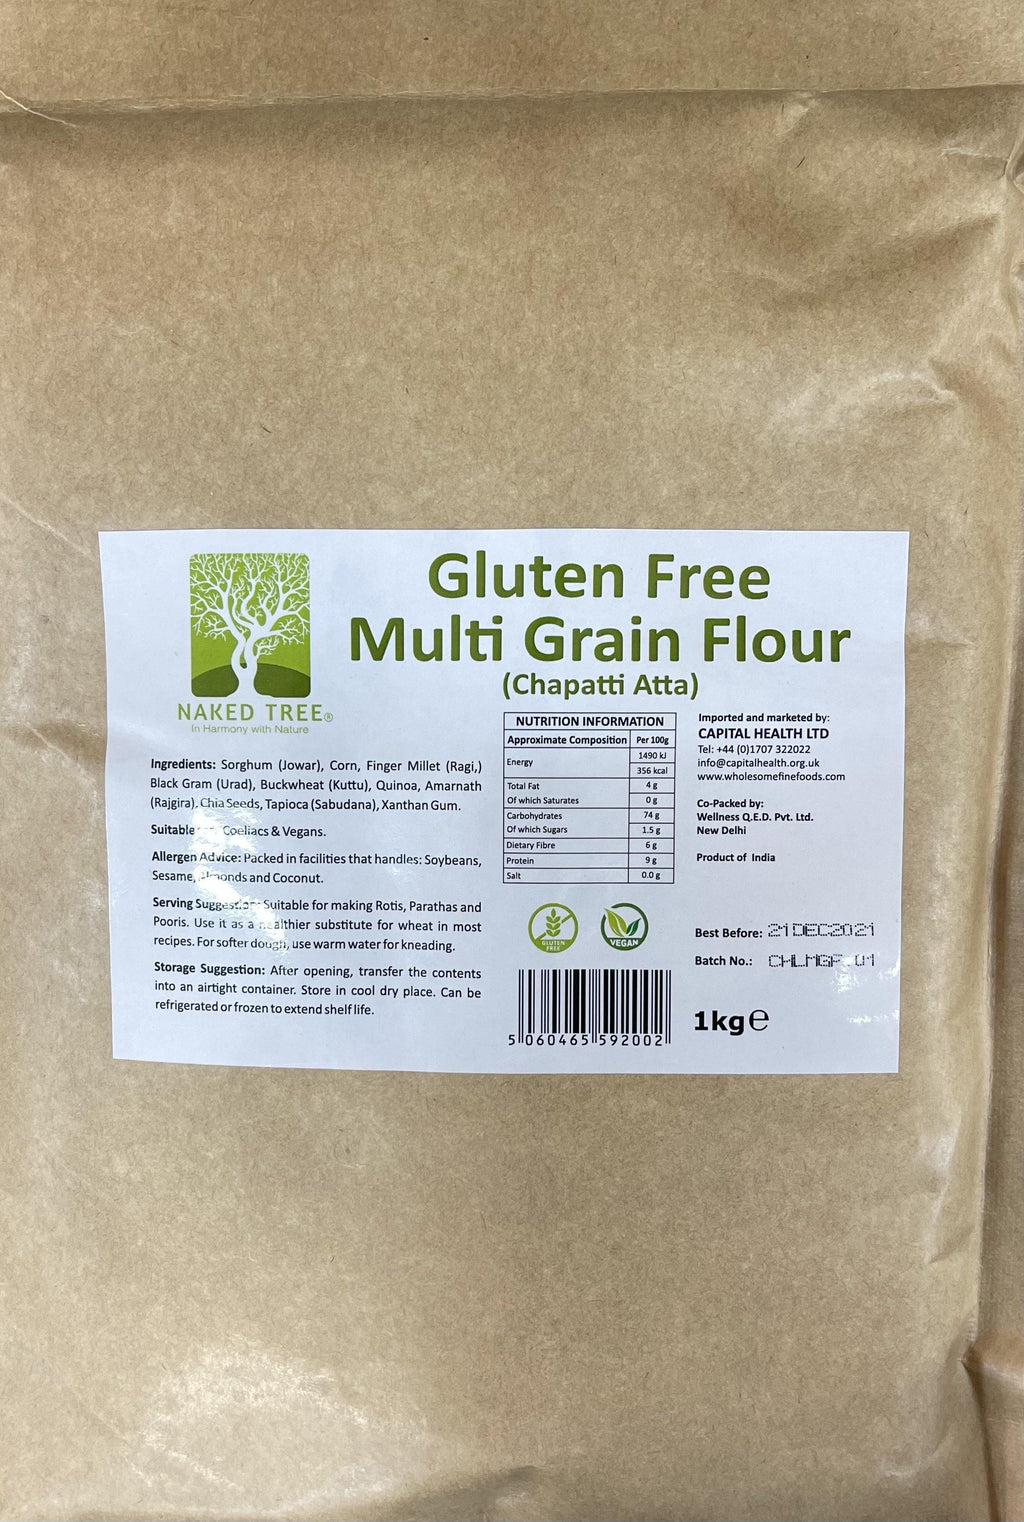 Gluten Free
Multi Grain Flour
(Chapatti Atta)
NAKED TREE®
In Harmony with Nature
Ingredients: Sorghum (Jowar), Corn, Finger Millet (Ragi,)
Black Gram (Urad), Buckwheat (Kuttu), Quinoa, Amarnath
(Rajgira), Chia Seeds, Tapioca (Sabudana), Xanthan Gum.
Suitable Coeliacs & Vegans.
Allergen Advice: Packed in facilities that handles: Soybeans,
Sesame, Almonds and Coconut.
Serving Suggestion: Suitable for making Rotis, Parathas and
Pooris. Use it as a healthier substitute for wheat in most
recipes. For softer dough, use warm water for kneading.
Storage Suggestion: After opening, transfer the contents
into an airtight container. Store in cool dry place. Can be
refrigerated or frozen to extend shelf life.
NUTRITION INFORMATION
Approximate Composition Per 100g
Energy 1490 kJ
356 kcal
Total Fat 4 g
Of which Saturates 0 g
Carbohydrates 74 g
Of which Sugars 1.5 g
Dietary Fibre 6 g
Protein 9 g
Salt 0.0 g
GLUTEN
FREE
VEGAN
5 060465 592002
Imported and marketed by:
CAPITAL HEALTH LTD
Tel: +44 (0)1707 322022
info@capitalhealth.org.uk
www.wholesomefinefoods.com
Co-Packed by:
Wellness Q.E.D. Pvt. Ltd.
New Delhi
Product of India
Best Before: 21DEC2021
Batch No.: CHLMGF 01
1kg℮